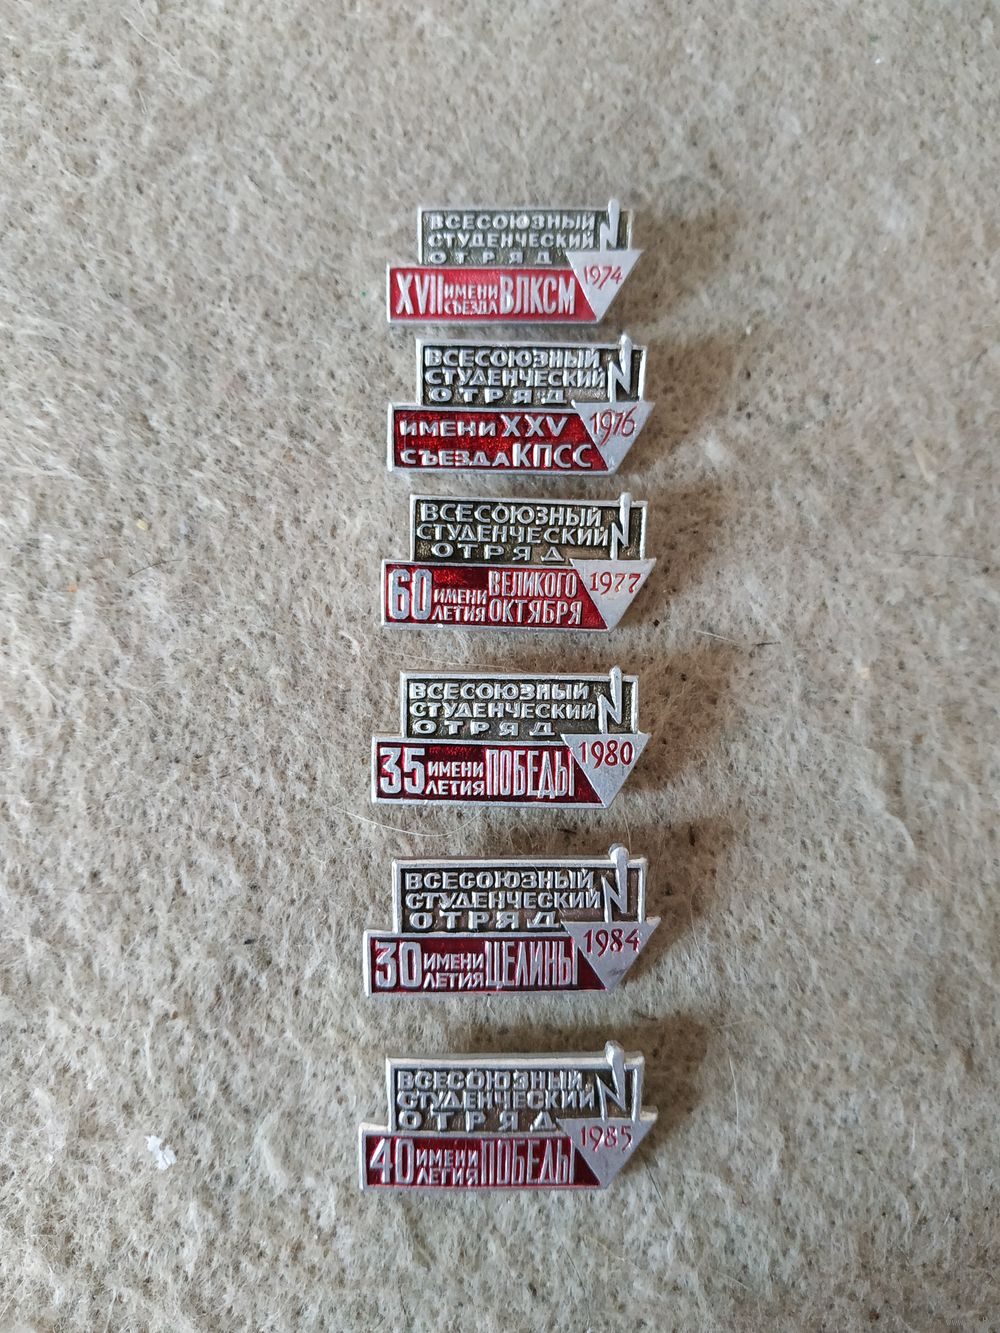 ВСЕСОЮЗНЫЙ
СТУДЕНЧЕСКИЙ
ОТРЯД
1974
XVII ИМЕНИ СЪЕЗДА ВЛКСМ
ВСЕСОЮЗНЫЙ
СТУДЕНЧЕСКИЙ
ОТРЯД
1976
ИМЕНИ XXV
СЪЕЗДА КПСС
ВСЕСОЮЗНЫЙ
СТУДЕНЧЕСКИЙ
ОТРЯД
1977
60 ИМЕНИ ЛЕТИЯ ВЕЛИКОГО ОКТЯБРЯ
ВСЕСОЮЗНЫЙ
СТУДЕНЧЕСКИЙ
ОТРЯД
1980
35 ИМЕНИ ЛЕТИЯ ПОБЕДЫ
ВСЕСОЮЗНЫЙ
СТУДЕНЧЕСКИЙ
ОТРЯД
1984
30 ИМЕНИ ЛЕТИЯ ЦЕЛИНЫ
ВСЕСОЮЗНЫЙ
СТУДЕНЧЕСКИЙ
ОТРЯД
1985
40 ИМЕНИ ЛЕТИЯ ПОБЕДЫ